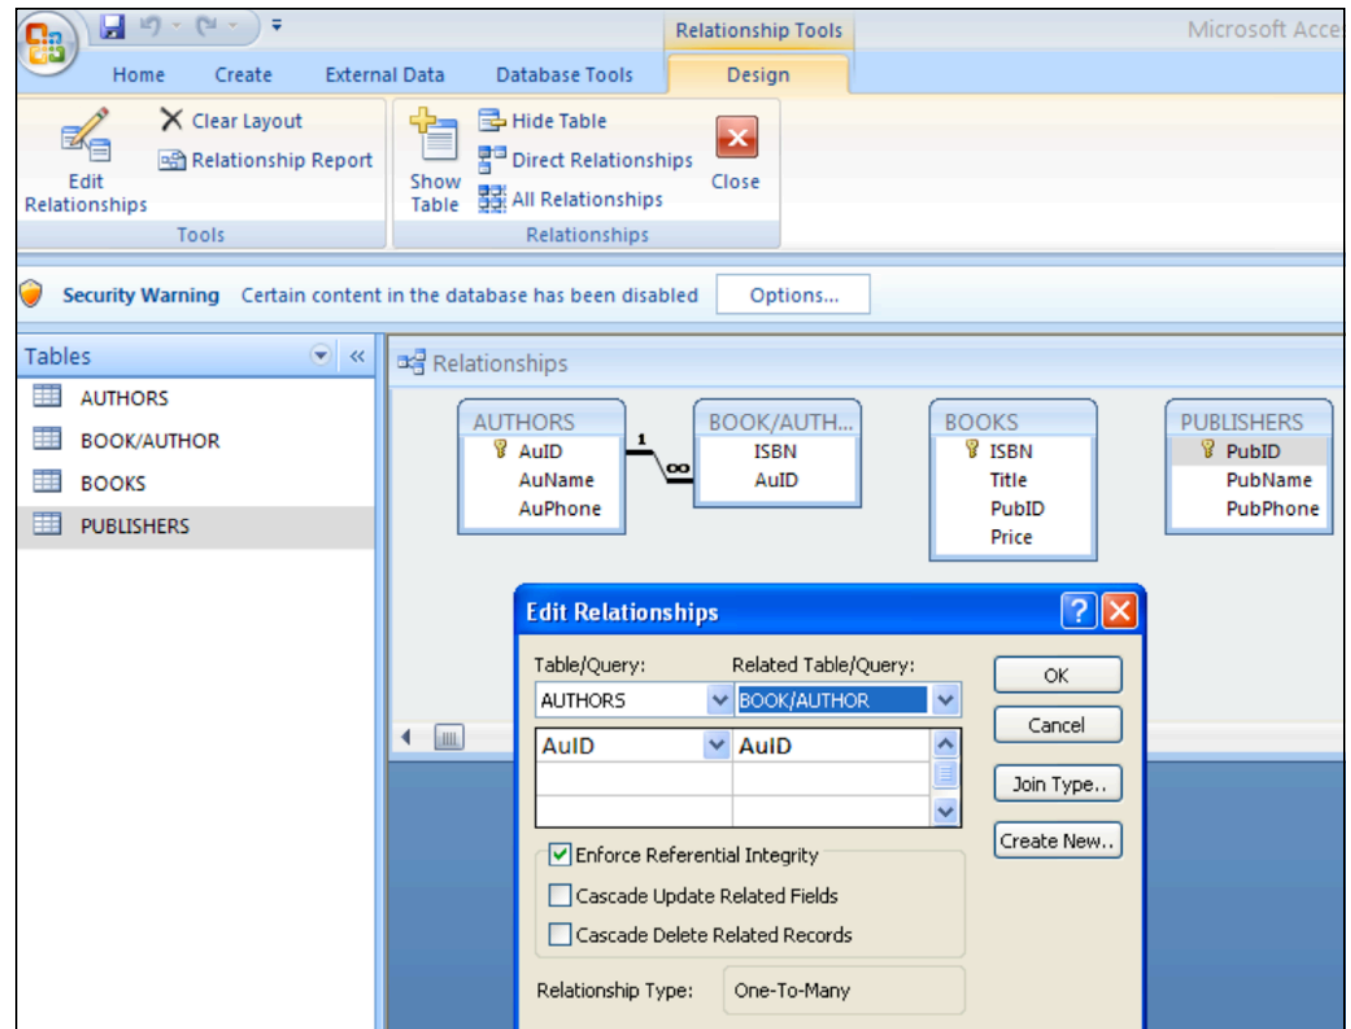 Relationship Tools
Microsoft Acce
Home Create External Data Database Tools Design
Clear Layout
Relationship Report
Edit
Relationships
Tools
Show
Table
Hide Table
Direct Relationships
All Relationships
Close
Relationships
Security Warning Certain content in the database has been disabled Options...
Tables
AUTHORS
BOOK/AUTHOR
BOOKS
PUBLISHERS
Relationships
AUTHORS
AuID
AuName
AuPhone
1
∞
BOOK/AUTH...
ISBN
AuID
BOOKS
ISBN
Title
PubID
Price
PUBLISHERS
PubID
PubName
PubPhone
Edit Relationships
Table/Query: Related Table/Query:
AUTHORS BOOK/AUTHOR
AuID AuID
Enforce Referential Integrity
Cascade Update Related Fields
Cascade Delete Related Records
Relationship Type: One-To-Many
OK
Cancel
Join Type..
Create New..